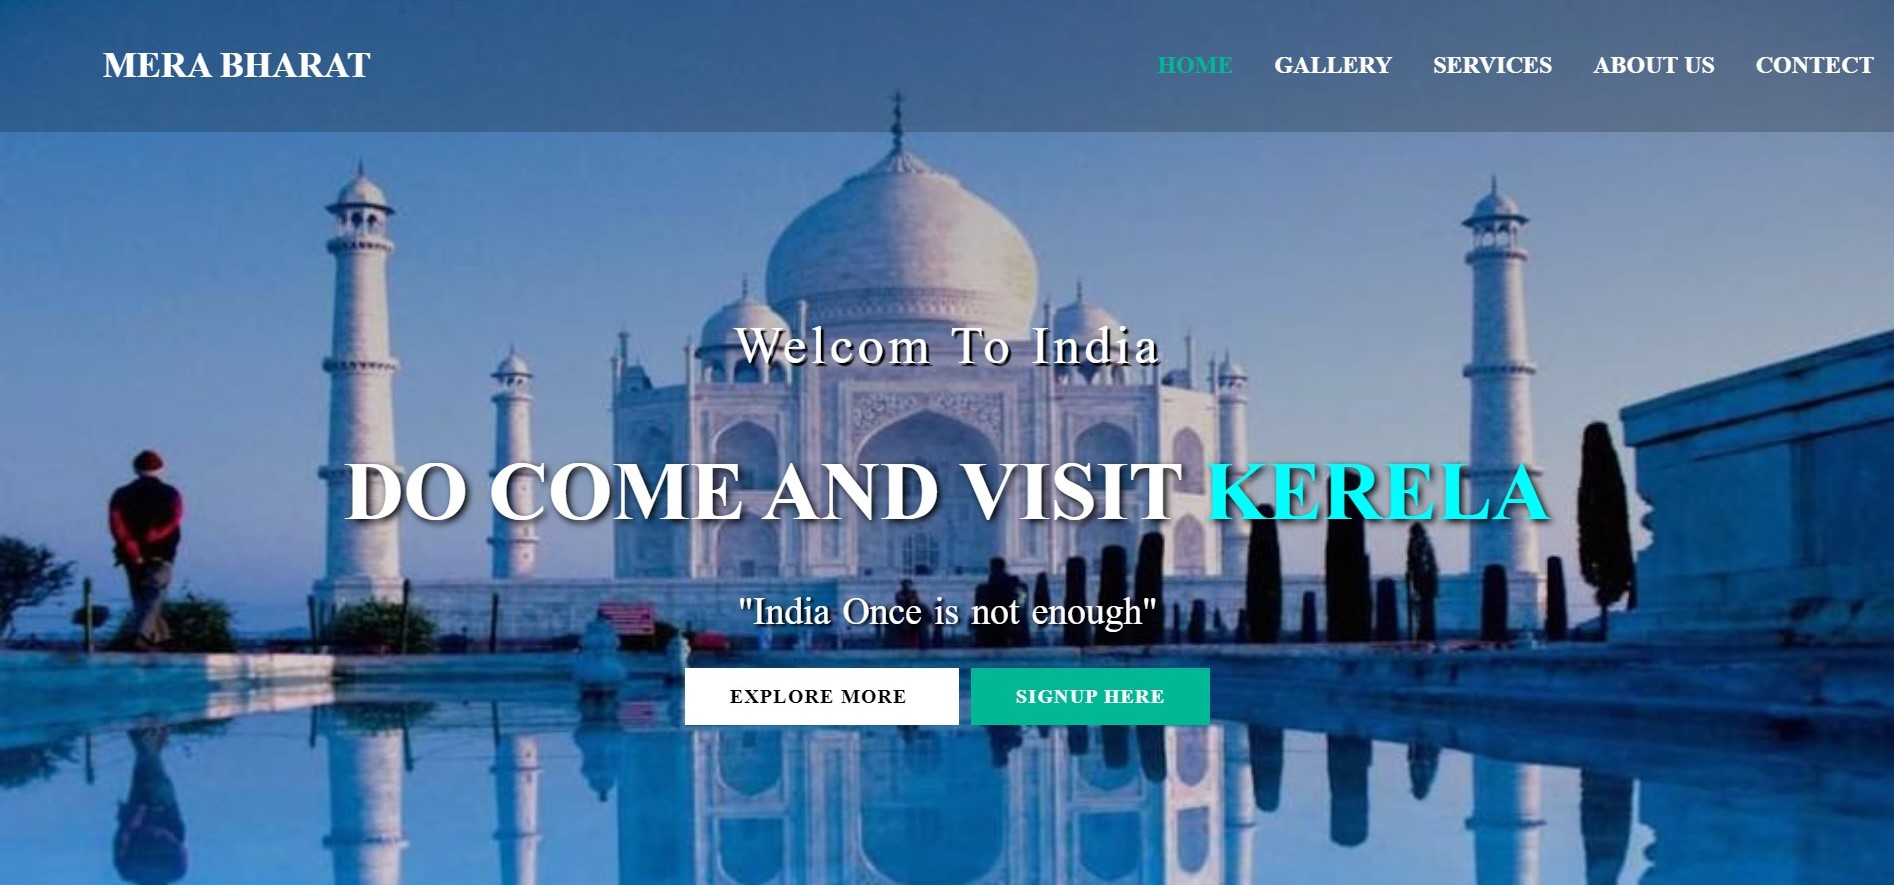 MERA BHARAT
HOME GALLERY SERVICES ABOUT US CONTECT
Welcom To India
DO COME AND VISIT KERELA
"India Once is not enough"
EXPLORE MORE SIGNUP HERE